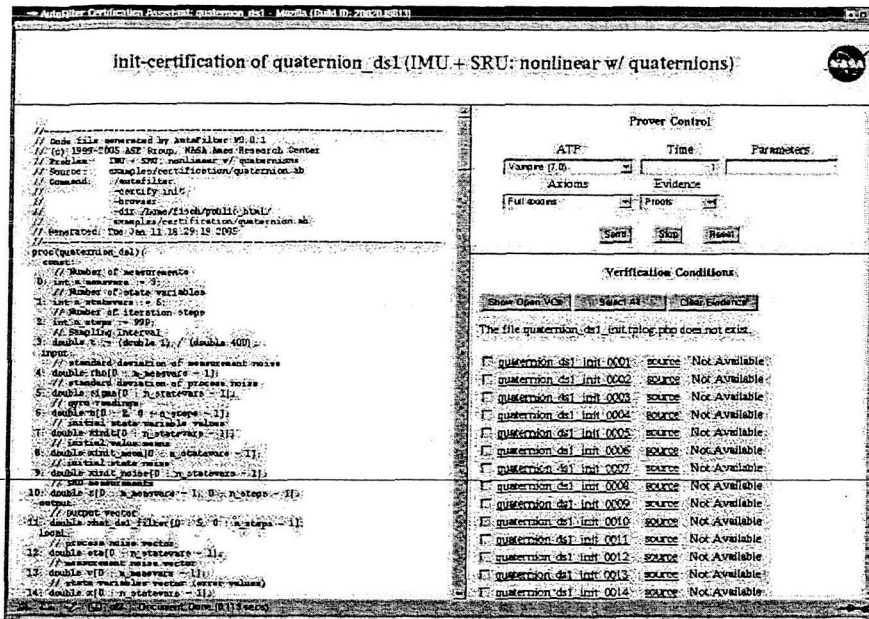 AutoFilter Certification Assistant: quaternion_ds1 - Mozilla {Build ID: 2002081813}
init-certification of quaternion_ds1 (IMU + SRU: nonlinear w/ quaternions)
//
// Code file generated by AutoFilter V0.0.1
// (c) 1999-2005 ASE Group, NASA Ames Research Center
// Problem: IMU + SRU: nonlinear w/ quaternions
// Source: examples/certification/quaternion.ab
// Command: ./autofilter
// -certify init
// -browser
// -dir /home/fisch/public_html/
// examples/certification/quaternion.ab
// Generated: Tue Jan 11 18:29:19 2005
//
proc(quaternion_ds1){
const:
// Number of measurements
0: int n_measvars := 3;
// Number of state variables
1: int n_statevars := 6;
// Number of iteration steps
2: int n_steps := 999;
// Sampling Interval
3: double t := (double 1) / (double 400);
input:
// standard deviation of measurement noise
4: double rho[0 : n_measvars - 1];
// standard deviation of process noise
5: double sigma[0 : n_statevars - 1];
// gyro readings
6: double u[0 : 2, 0 : n_steps - 1];
// initial state variable values
7: double xinit[0 : n_statevars - 1];
// initial value means
8: double xinit_mean[0 : n_statevars - 1];
// initial state noise
9: double xinit_noise[0 : n_statevars - 1];
// SRU measurements
10: double z[0 : n_measvars - 1, 0 : n_steps - 1];
output:
// output vector
11: double xhat_ds1_filter[0 : 5, 0 : n_steps - 1];
local:
// process noise vector
12: double eta[0 : n_statevars - 1];
// measurement noise vector
13: double v[0 : n_measvars - 1];
// state variables vector (error values)
14: double x[0 : n_statevars - 1];
Document: Done (0.113 secs)
Prover Control
ATP Time Parameters
Vampire (7.0) 1
Axioms Evidence
Full axioms Proofs
Send Stop Reset
Verification Conditions
Show Open VCs Select All Clear Evidence
The file quaternion_ds1_init.tplog.php does not exist.
quaternion_ds1_init_0001 source Not Available
quaternion_ds1_init_0002 source Not Available
quaternion_ds1_init_0003 source Not Available
quaternion_ds1_init_0004 source Not Available
quaternion_ds1_init_0005 source Not Available
quaternion_ds1_init_0006 source Not Available
quaternion_ds1_init_0007 source Not Available
quaternion_ds1_init_0008 source Not Available
quaternion_ds1_init_0009 source Not Available
quaternion_ds1_init_0010 source Not Available
quaternion_ds1_init_0011 source Not Available
quaternion_ds1_init_0012 source Not Available
quaternion_ds1_init_0013 source Not Available
quaternion_ds1_init_0014 source Not Available